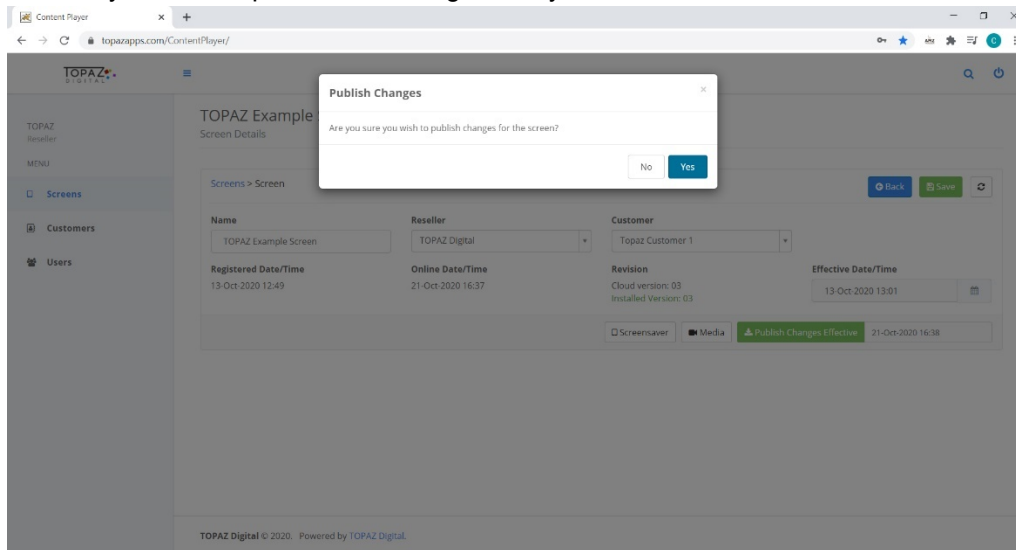 Content Player
topazapps.com/ContentPlayer/
TOPAZ
DIGITAL
Publish Changes
Are you sure you wish to publish changes for the screen?
No Yes
TOPAZ
Reseller
MENU
Screens
Customers
Users
TOPAZ Example
Screen Details
Screens > Screen
Back Save
Name Reseller Customer
TOPAZ Example Screen TOPAZ Digital Topaz Customer 1
Registered Date/Time Online Date/Time Revision Effective Date/Time
13-Oct-2020 12:49 21-Oct-2020 16:37 Cloud version: 03 13-Oct-2020 13:01
Installed Version: 03
Screensaver Media Publish Changes Effective 21-Oct-2020 16:38
TOPAZ Digital © 2020. Powered by TOPAZ Digital.